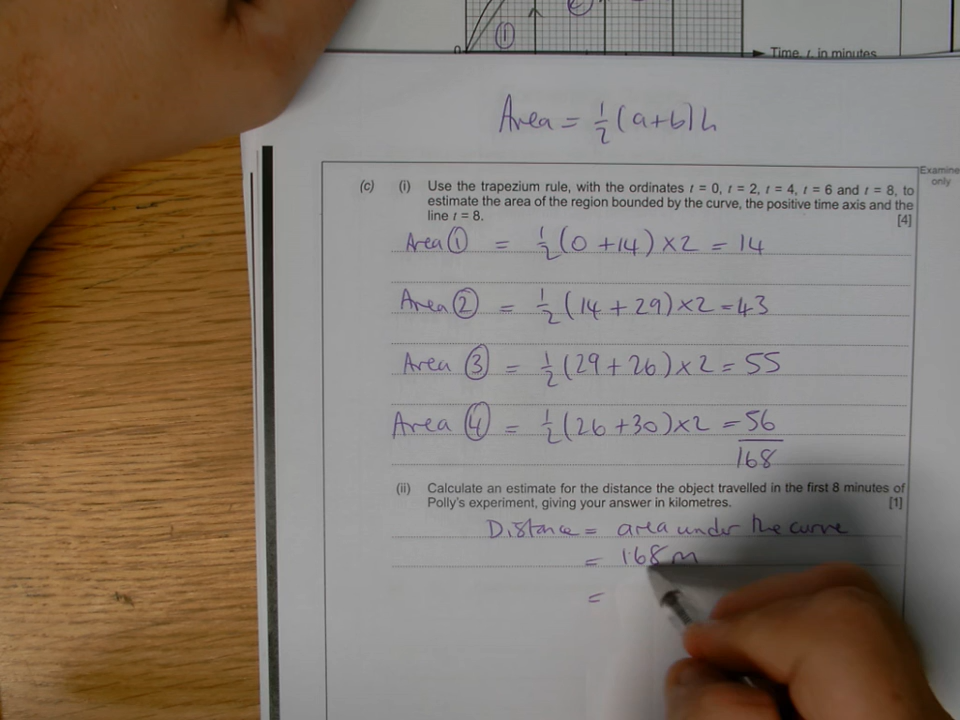 ①
0
Time, t, in minutes
Area = 1/2 (a+b) h
Examine
only
(c) (i) Use the trapezium rule, with the ordinates t = 0, t = 2, t = 4, t = 6 and t = 8, to
estimate the area of the region bounded by the curve, the positive time axis and the
line t = 8. [4]
Area ① = 1/2 (0 + 14) × 2 = 14
Area ② = 1/2 (14 + 29) × 2 = 43
Area ③ = 1/2 (29 + 26) × 2 = 55
Area ④ = 1/2 (26 + 30) × 2 = 56
168
(ii) Calculate an estimate for the distance the object travelled in the first 8 minutes of
Polly's experiment, giving your answer in kilometres. [1]
Distance = area under the curve
= 168 m
=